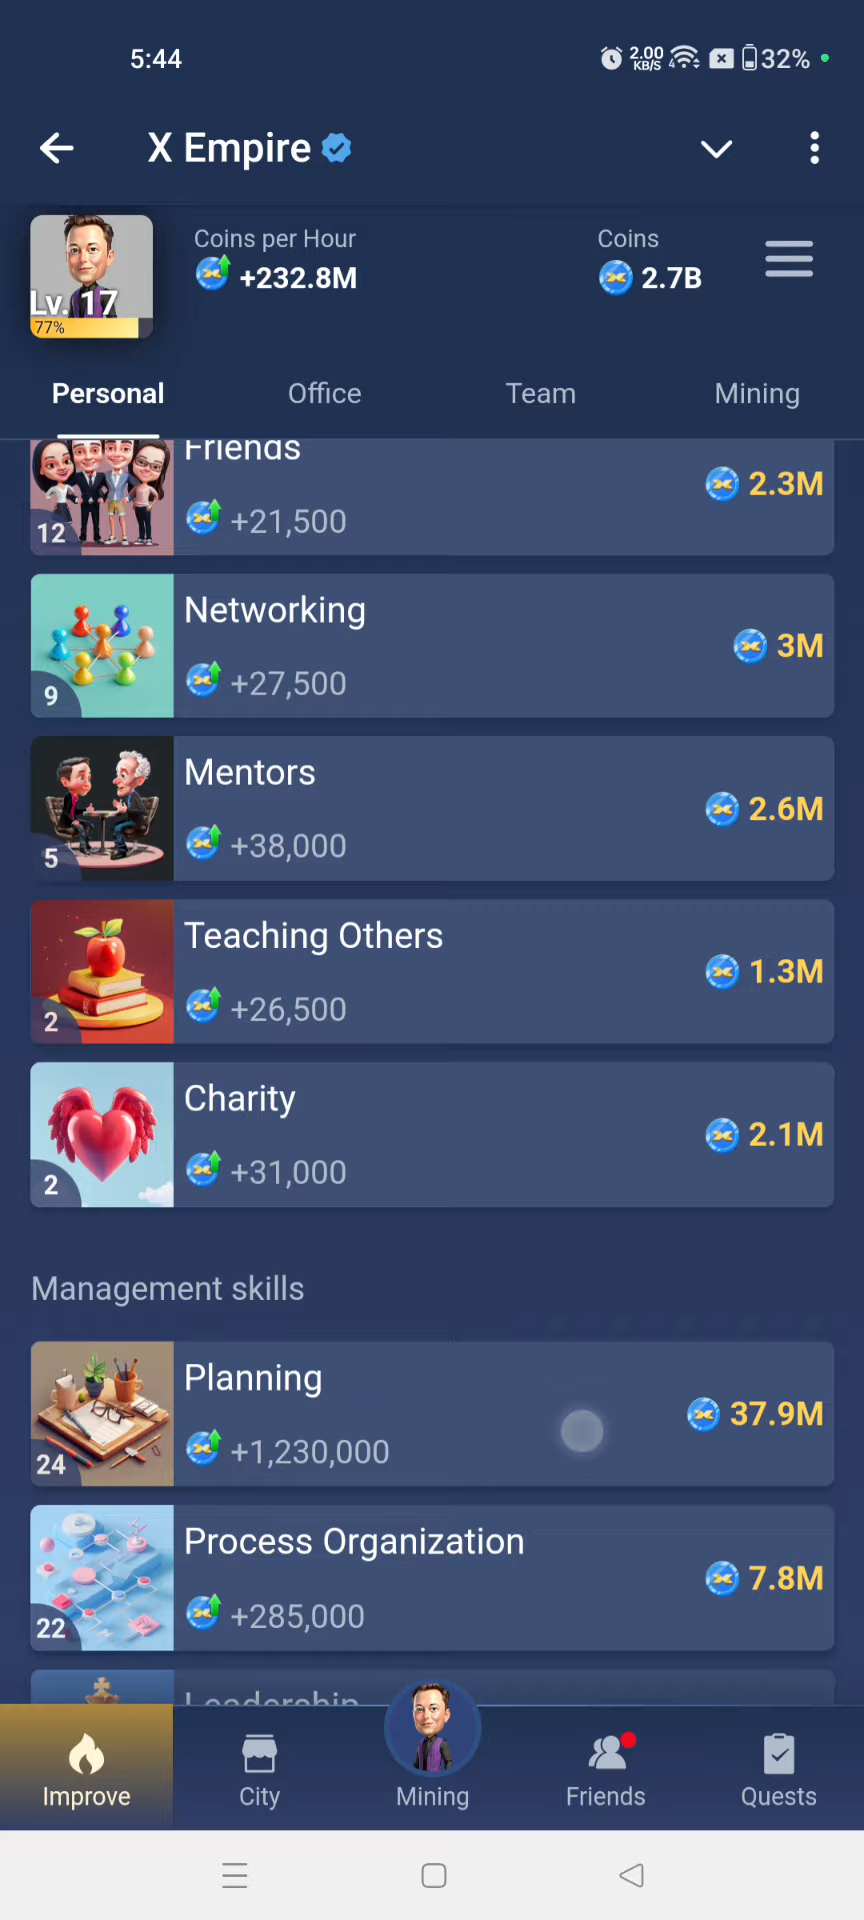 5:44
2.00 KB/S
4
32%
X Empire
Coins per Hour
+232.8M
Coins
2.7B
Lv. 17
77%
Personal
Office
Team
Mining
Friends
2.3M
12
+21,500
Networking
3M
9
+27,500
Mentors
2.6M
5
+38,000
Teaching Others
1.3M
2
+26,500
Charity
2.1M
2
+31,000
Management skills
Planning
37.9M
24
+1,230,000
Process Organization
7.8M
22
+285,000
Leadership
Improve
City
Mining
Friends
Quests